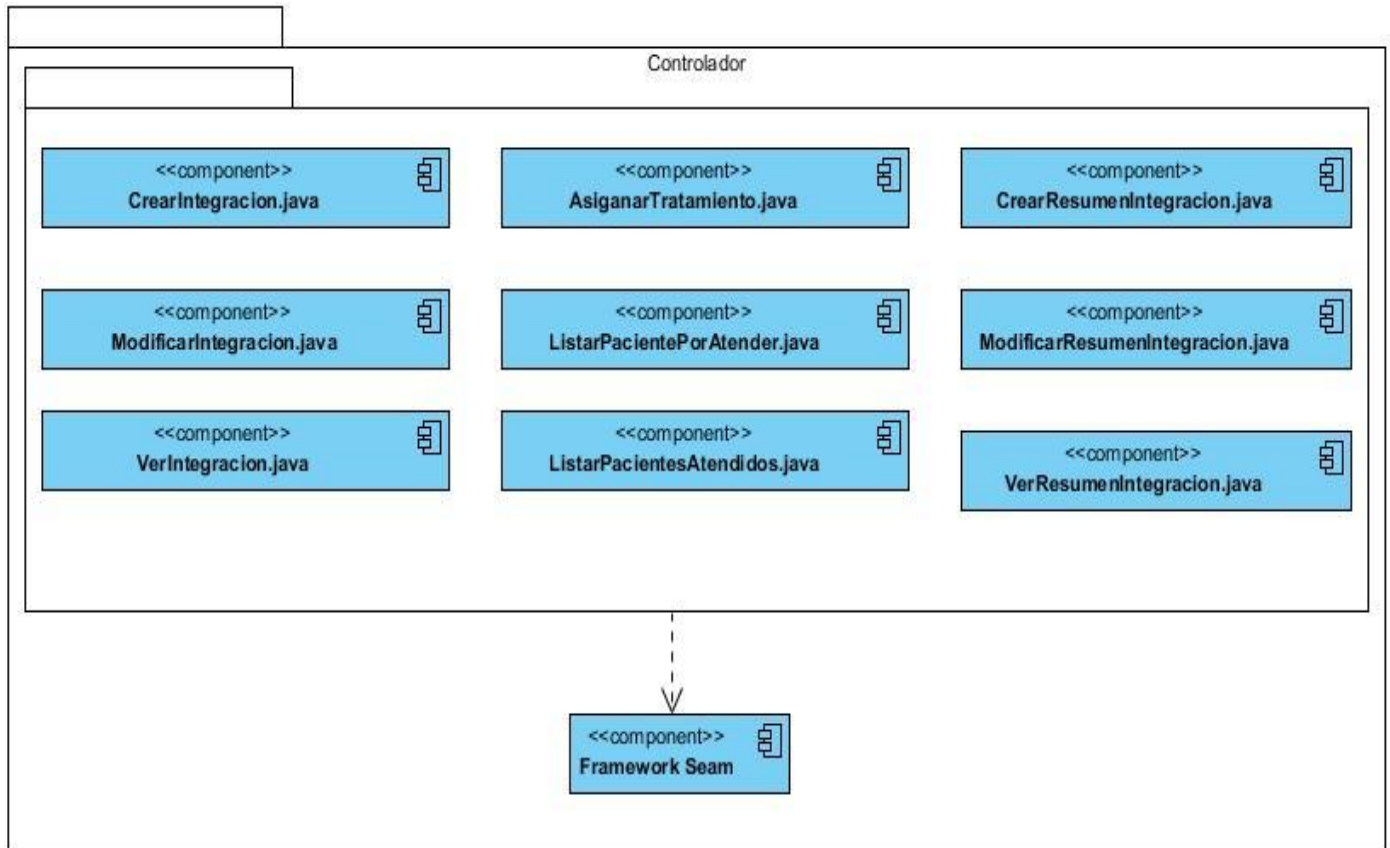 Controlador
<<component>>
CrearIntegracion.java
<<component>>
AsiganarTratamiento.java
<<component>>
CrearResumenIntegracion.java
<<component>>
ModificarIntegracion.java
<<component>>
ListarPacientePorAtender.java
<<component>>
ModificarResumenIntegracion.java
<<component>>
VerIntegracion.java
<<component>>
ListarPacientesAtendidos.java
<<component>>
VerResumenIntegracion.java
<<component>>
Framework Seam